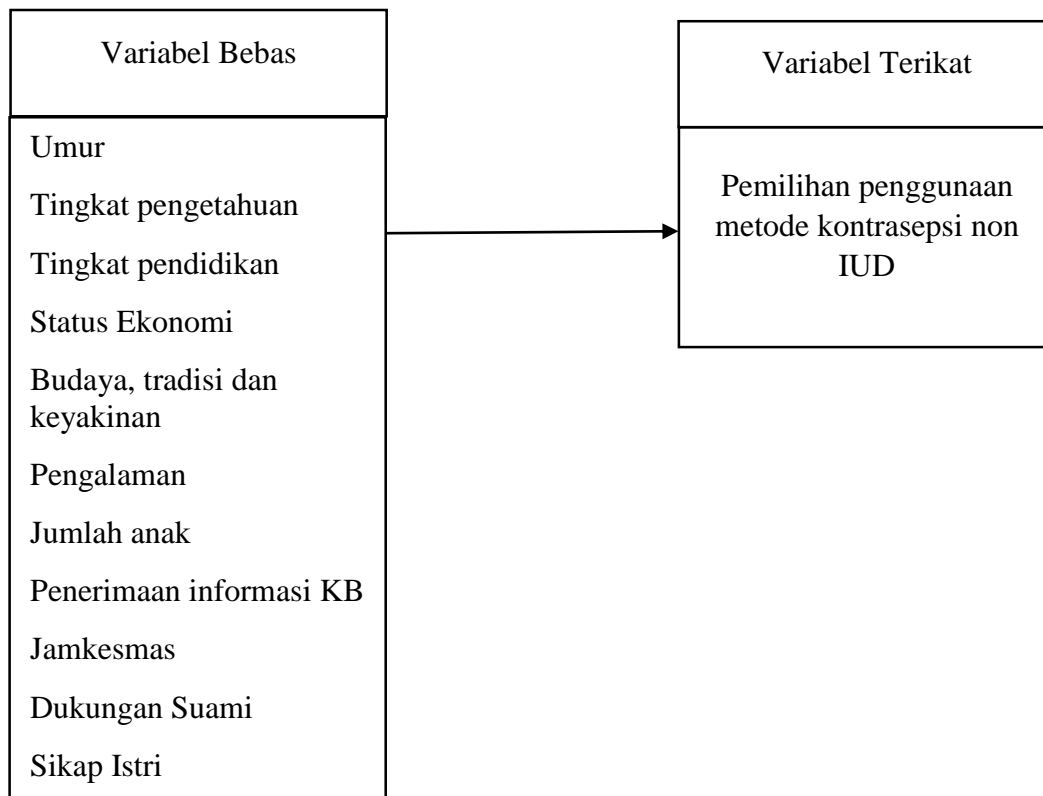 Variabel Bebas
Umur
Tingkat pengetahuan
Tingkat pendidikan
Status Ekonomi
Budaya, tradisi dan
keyakinan
Pengalaman
Jumlah anak
Penerimaan informasi KB
Jamkesmas
Dukungan Suami
Sikap Istri
Variabel Terikat
Pemilihan penggunaan
metode kontrasepsi non
IUD